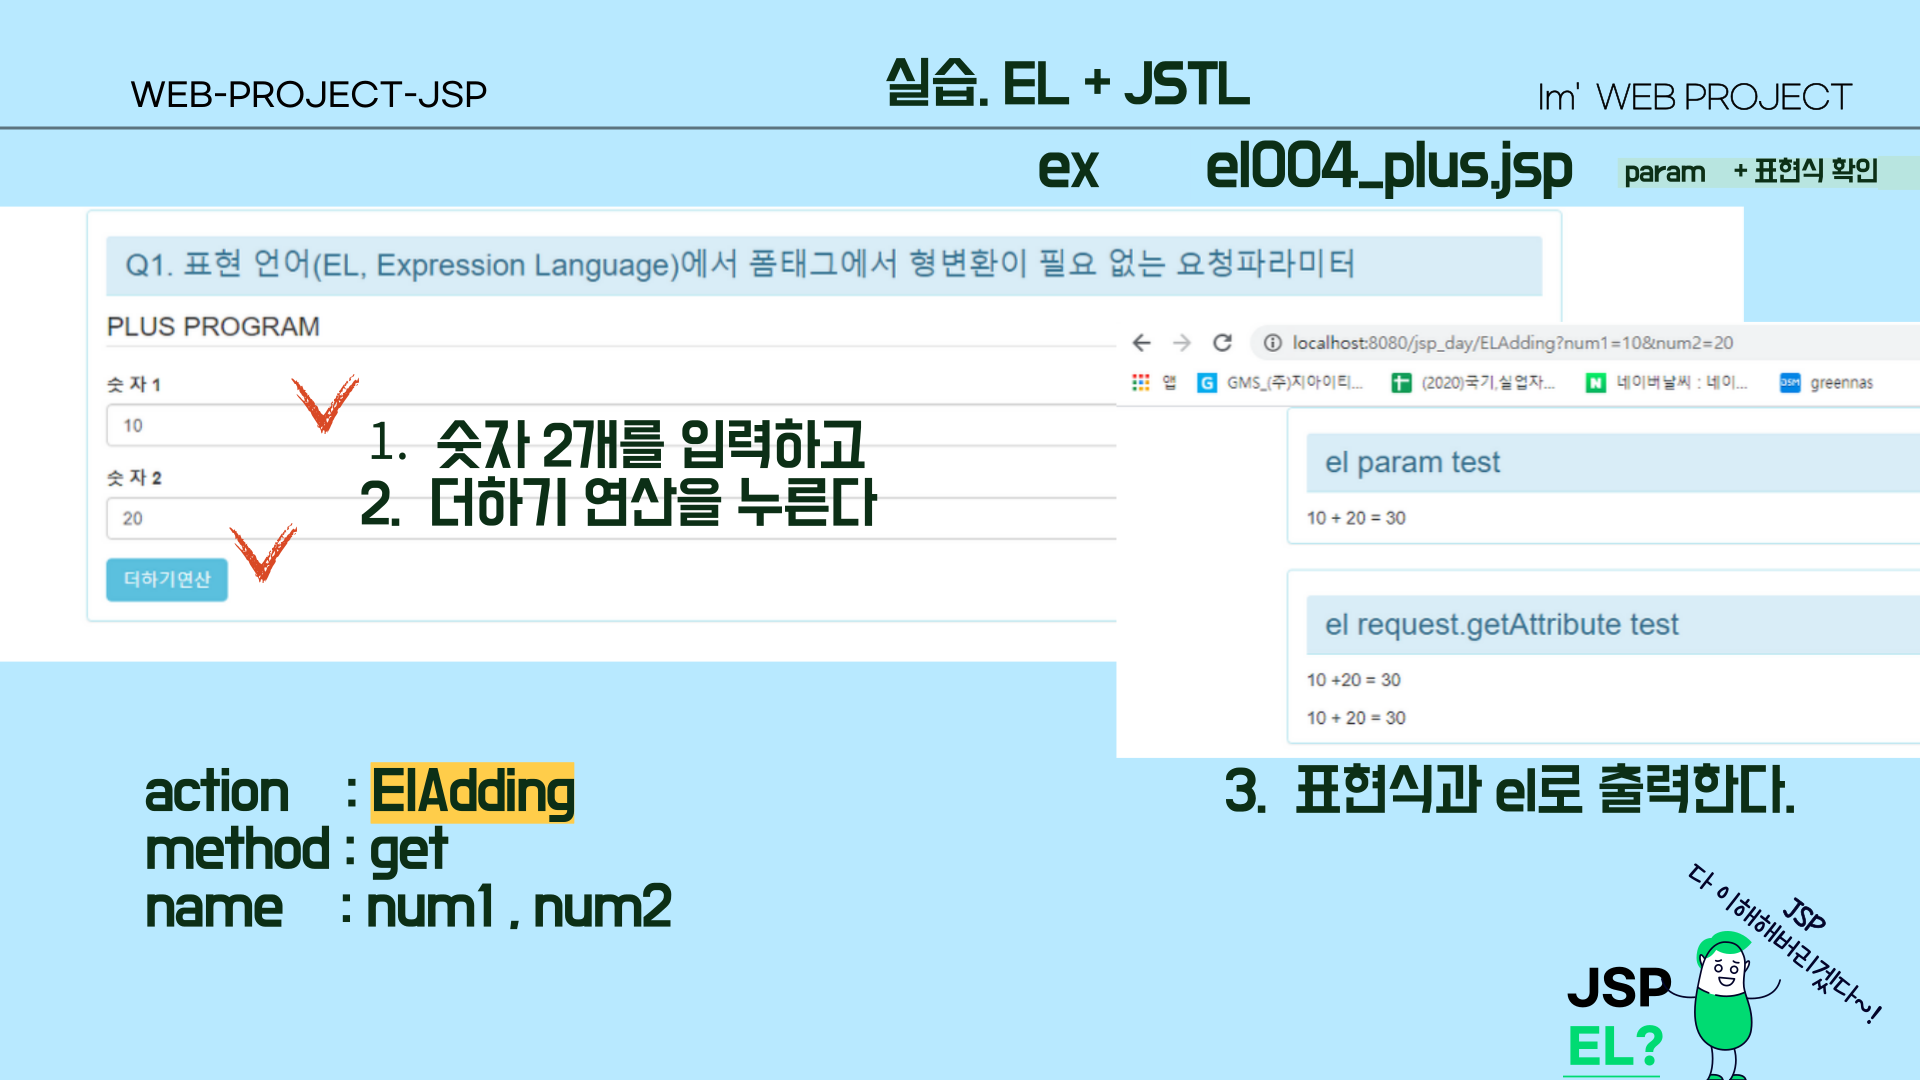 WEB-PROJECT-JSP
실습. EL + JSTL
Im' WEB PROJECT
ex el004_plus.jsp
param + 표현식 확인
Q1. 표현 언어(EL, Expression Language)에서 폼태그에서 형변환이 필요 없는 요청파라미터
PLUS PROGRAM
숫 자 1
10
숫 자 2
20
더하기연산
1. 숫자 2개를 입력하고
2. 더하기 연산을 누른다
localhost:8080/jsp_day/ELAdding?num1=10&num2=20
앱 GMS_(주)지아이티... (2020)국기,실업자... 네이버날씨 : 네이... greennas
el param test
10 + 20 = 30
el request.getAttribute test
10 +20 = 30
10 + 20 = 30
action : ElAdding
method : get
name : num1 , num2
3. 표현식과 el로 출력한다.
JSP
다 이해해버리겠다~!
JSP
EL?